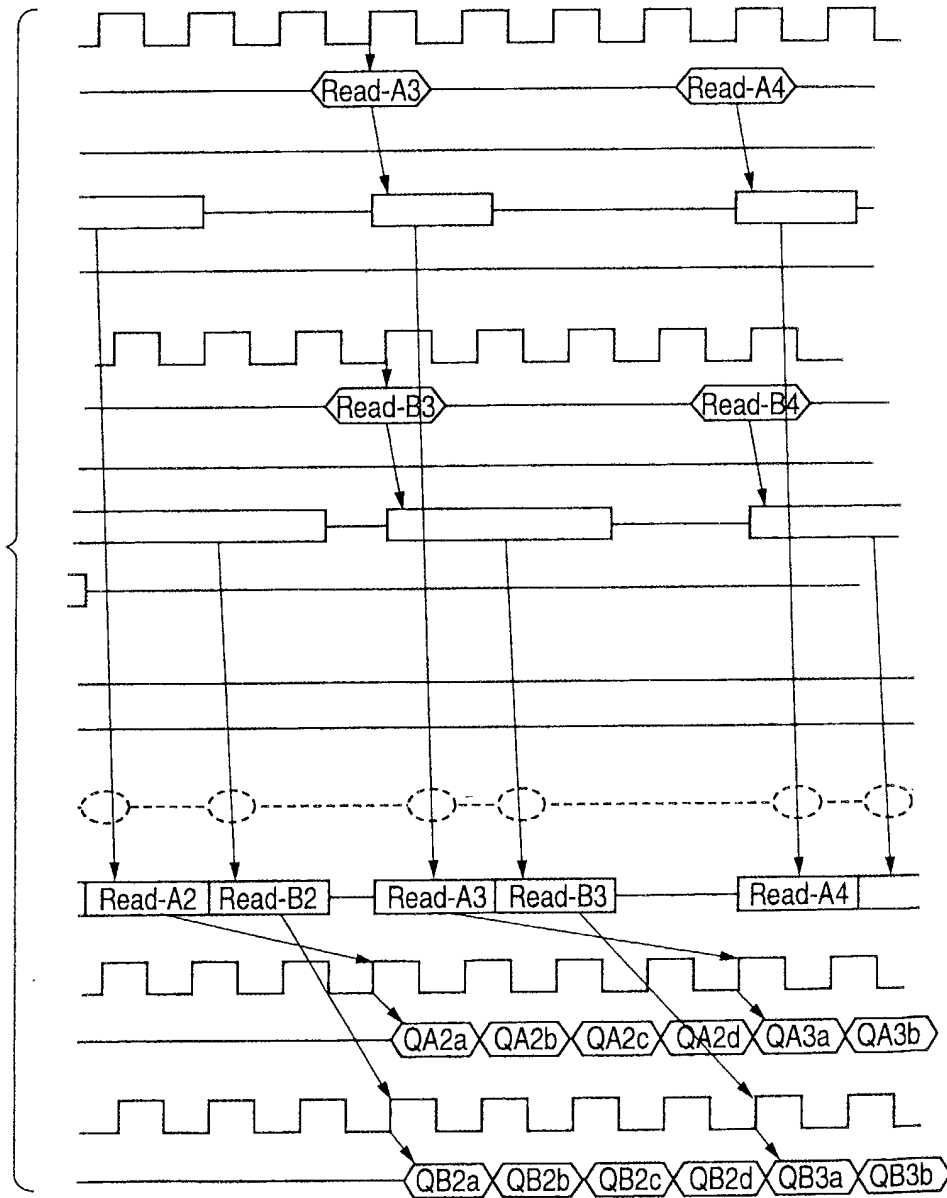 Read-A3 Read-A4
Read-B3 Read-B4
Read-A2 Read-B2 Read-A3 Read-B3 Read-A4
QA2a QA2b QA2c QA2d QA3a QA3b
QB2a QB2b QB2c QB2d QB3a QB3b